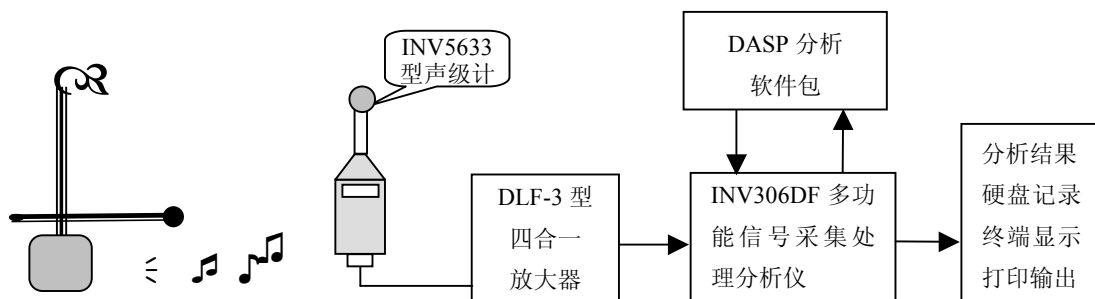 INV5633
型声级计
DASP 分析
软件包
DLF-3 型
四合一
放大器
INV306DF 多功
能信号采集处
理分析仪
分析结果
硬盘记录
终端显示
打印输出